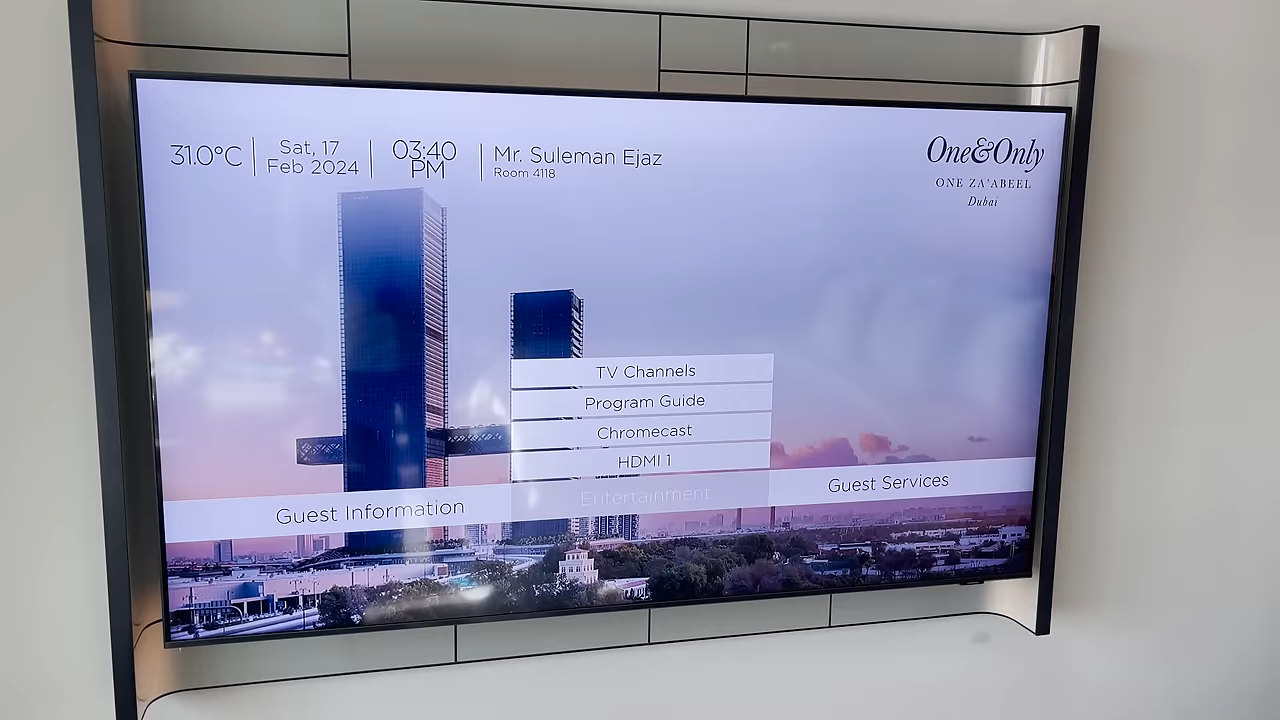 31.0°C
Sat, 17
Feb 2024
03:40
PM
Mr. Suleman Ejaz
Room 4118
One&Only
ONE ZA'ABEEL
Dubai
TV Channels
Program Guide
Chromecast
HDMI 1
Guest Information
Entertainment
Guest Services